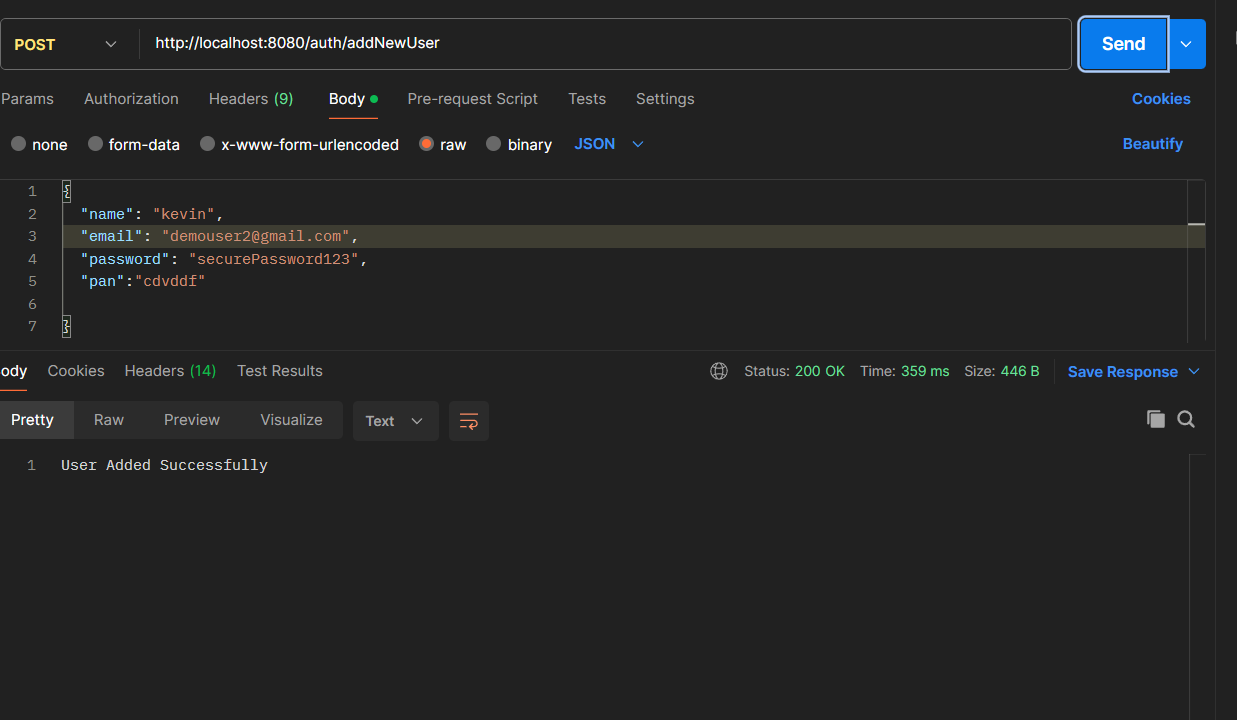 POST http://localhost:8080/auth/addNewUser Send
Params Authorization Headers (9) Body Pre-request Script Tests Settings Cookies
none form-data x-www-form-urlencoded raw binary JSON Beautify
1 {
2 "name": "kevin",
3 "email": "demouser2@gmail.com",
4 "password": "securePassword123",
5 "pan":"cdvddf"
6
7 }
ody Cookies Headers (14) Test Results Status: 200 OK Time: 359 ms Size: 446 B Save Response
Pretty Raw Preview Visualize Text
1 User Added Successfully